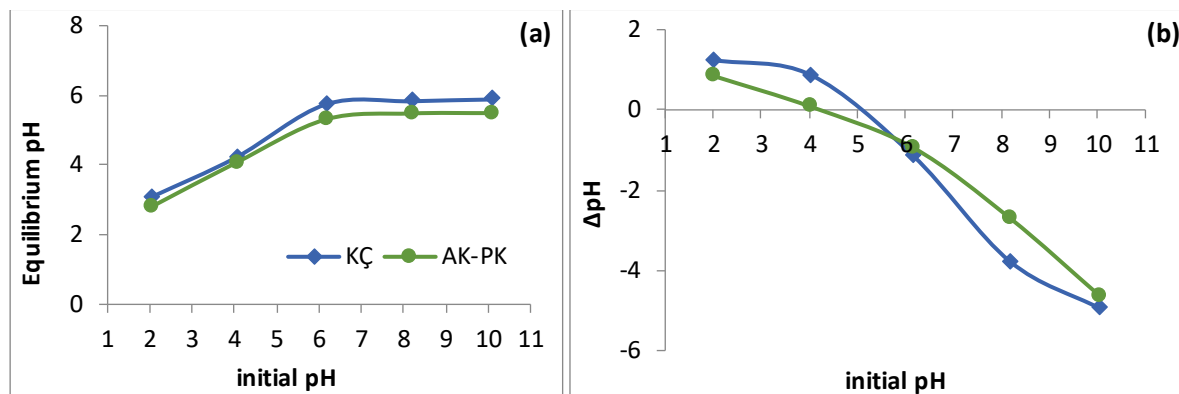 (a)
Equilibrium pH
8
6
4
2
0
KÇ AK-PK
1 2 3 4 5 6 7 8 9 10 11
initial pH
(b)
ΔpH
2
0
-2
-4
-6
1 2 3 4 5 6 7 8 9 10 11
initial pH